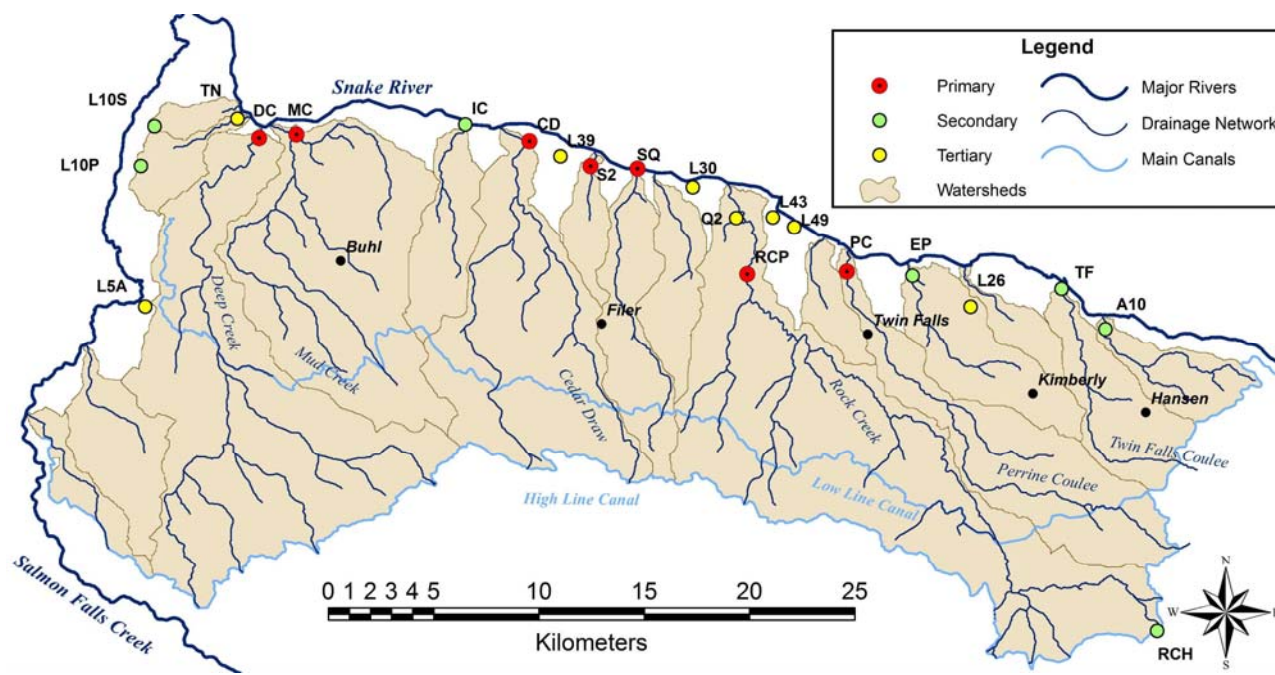 Legend
Primary
Secondary
Tertiary
Watersheds
Major Rivers
Drainage Network
Main Canals
L10S
TN
DC
MC
Snake River
IC
CD
L39
S2
SQ
L30
L10P
Q2
L43
L49
RCP
PC
EP
TF
L26
A10
L5A
Buhl
Deep Creek
Filer
Twin Falls
Mud Creek
Cedar Draw
Rock Creek
Kimberly
Hansen
Twin Falls Coulee
Perrine Coulee
High Line Canal
Low Line Canal
Salmon Falls Creek
0 1 2 3 4 5 10 15 20 25
Kilometers
N
W
S
RCH